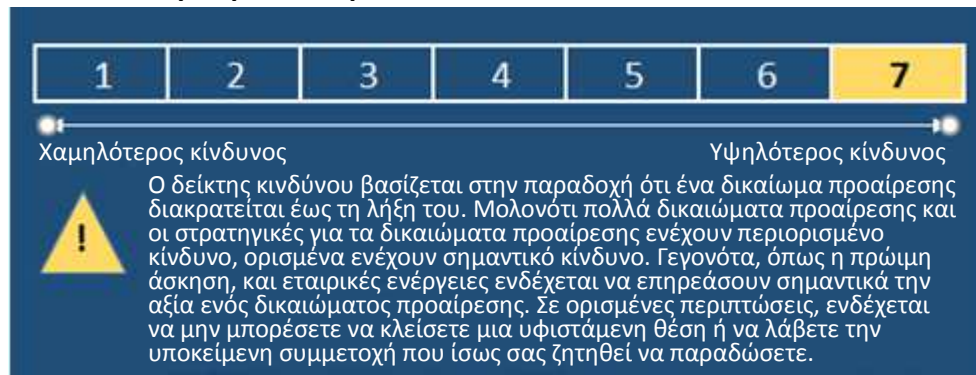 1 2 3 4 5 6 7
Χαμηλότερος κίνδυνος Υψηλότερος κίνδυνος
Ο δείκτης κινδύνου βασίζεται στην παραδοχή ότι ένα δικαίωμα προαίρεσης
διακρατείται έως τη λήξη του. Μολονότι πολλά δικαιώματα προαίρεσης και
οι στρατηγικές για τα δικαιώματα προαίρεσης ενέχουν περιορισμένο
κίνδυνο, ορισμένα ενέχουν σημαντικό κίνδυνο. Γεγονότα, όπως η πρώιμη
άσκηση, και εταιρικές ενέργειες ενδέχεται να επηρεάσουν σημαντικά την
αξία ενός δικαιώματος προαίρεσης. Σε ορισμένες περιπτώσεις, ενδέχεται
να μην μπορέσετε να κλείσετε μια υφιστάμενη θέση ή να λάβετε την
υποκείμενη συμμετοχή που ίσως σας ζητηθεί να παραδώσετε.